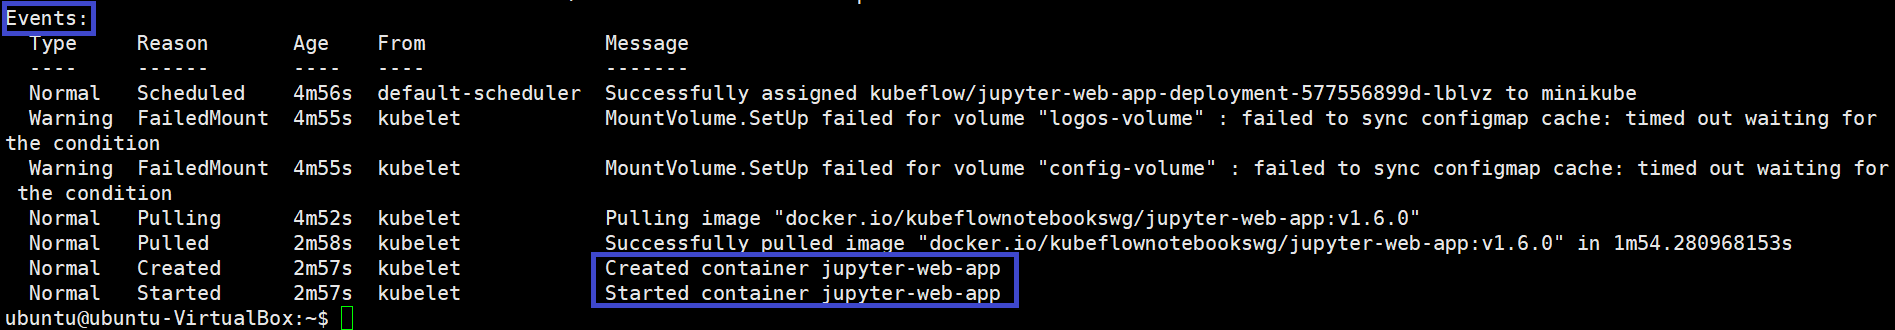 Events:
Type Reason Age From Message
---- ------ ---- ---- -------
Normal Scheduled 4m56s default-scheduler Successfully assigned kubeflow/jupyter-web-app-deployment-577556899d-lblvz to minikube
Warning FailedMount 4m55s kubelet MountVolume.SetUp failed for volume "logos-volume" : failed to sync configmap cache: timed out waiting for
the condition
Warning FailedMount 4m55s kubelet MountVolume.SetUp failed for volume "config-volume" : failed to sync configmap cache: timed out waiting for
the condition
Normal Pulling 4m52s kubelet Pulling image "docker.io/kubeflownotebookswg/jupyter-web-app:v1.6.0"
Normal Pulled 2m58s kubelet Successfully pulled image "docker.io/kubeflownotebookswg/jupyter-web-app:v1.6.0" in 1m54.280968153s
Normal Created 2m57s kubelet Created container jupyter-web-app
Normal Started 2m57s kubelet Started container jupyter-web-app
ubuntu@ubuntu-VirtualBox:~$